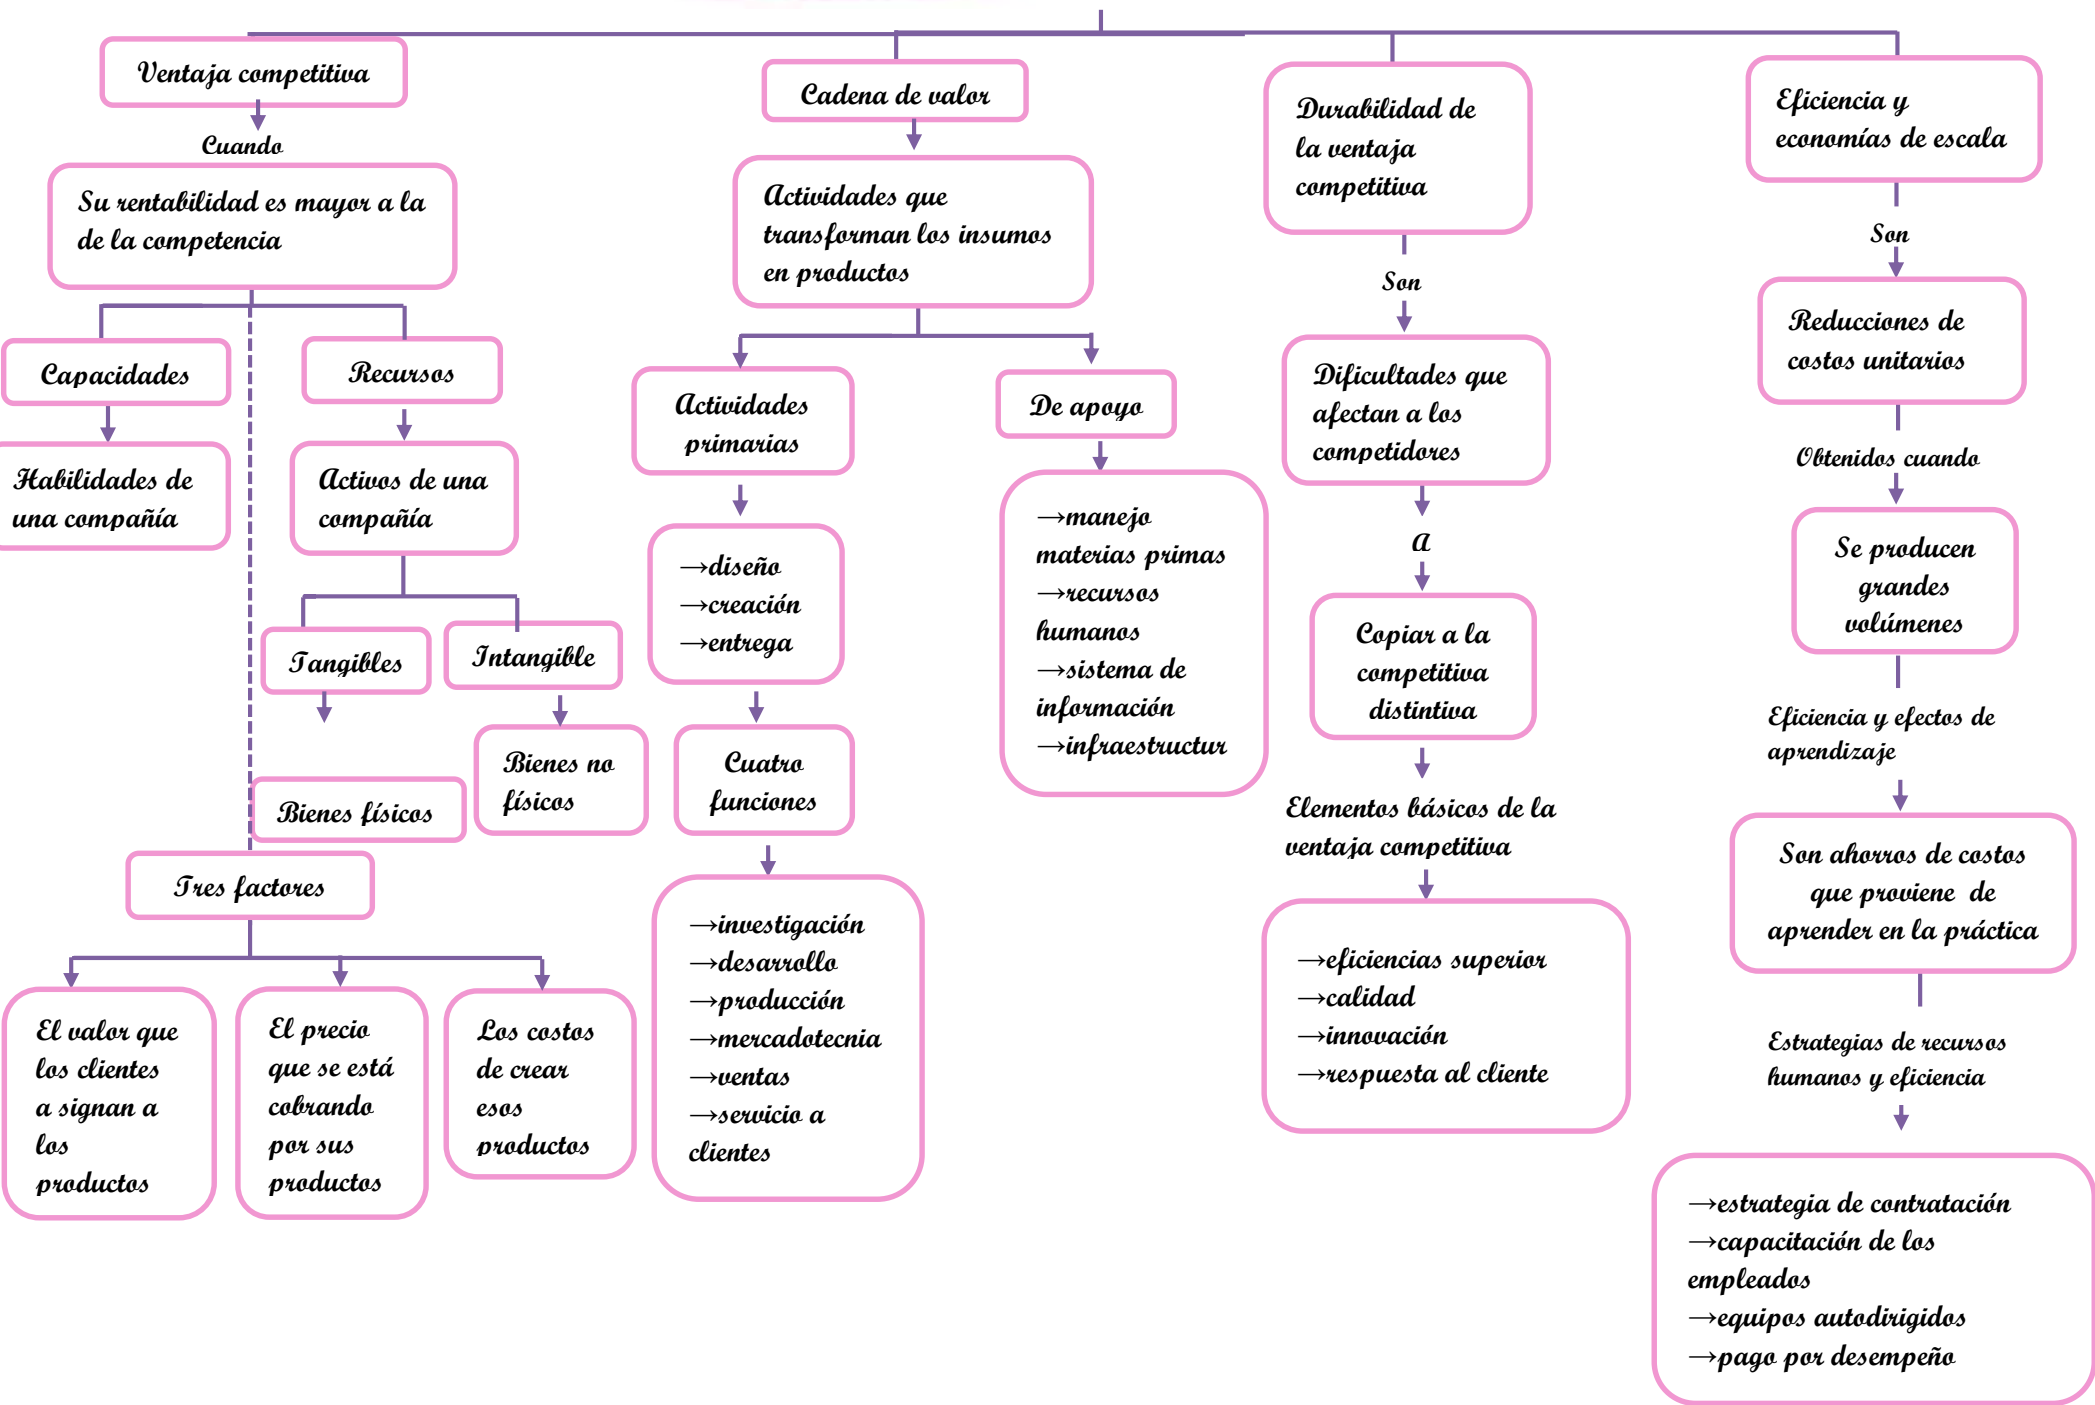 Ventaja competitiva
Cuando
Su rentabilidad es mayor a la
de la competencia
Capacidades
Habilidades de
una compañía
Recursos
Activos de una
compañía
Tangibles
Bienes físicos
Intangible
Bienes no
físicos
Tres factores
El valor que
los clientes
a signan a
los
productos
El precio
que se está
cobrando
por sus
productos
Los costos
de crear
esos
productos
Cadena de valor
Actividades que
transforman los insumos
en productos
Actividades
primarias
→diseño
→creación
→entrega
Cuatro
funciones
→investigación
→desarrollo
→producción
→mercadotecnia
→ventas
→servicio a
clientes
De apoyo
→manejo
materias primas
→recursos
humanos
→sistema de
información
→infraestructur
Durabilidad de
la ventaja
competitiva
Son
Dificultades que
afectan a los
competidores
A
Copiar a la
competitiva
distintiva
Elementos básicos de la
ventaja competitiva
→eficiencias superior
→calidad
→innovación
→respuesta al cliente
Eficiencia y
economías de escala
Son
Reducciones de
costos unitarios
Obtenidos cuando
Se producen
grandes
volúmenes
Eficiencia y efectos de
aprendizaje
Son ahorros de costos
que proviene de
aprender en la práctica
Estrategias de recursos
humanos y eficiencia
→estrategia de contratación
→capacitación de los
empleados
→equipos autodirigidos
→pago por desempeño